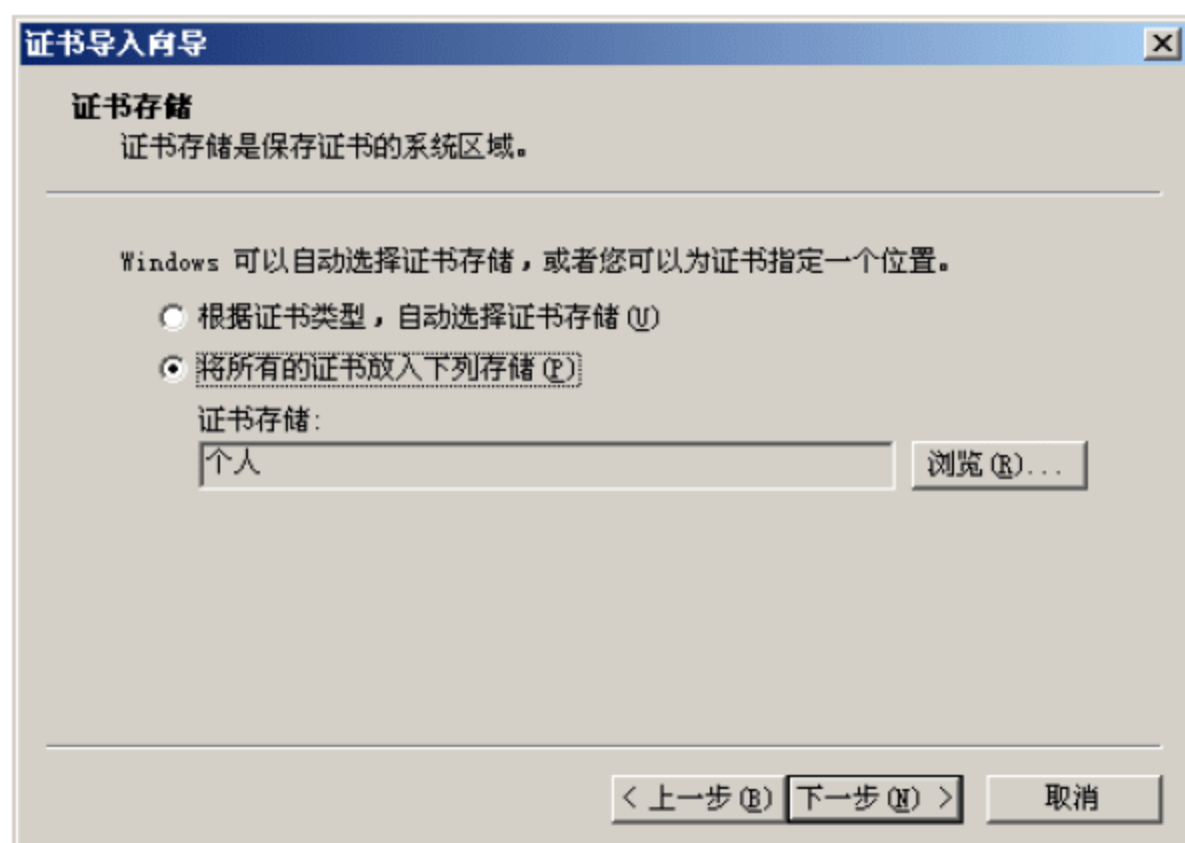 证书导入向导
证书存储
证书存储是保存证书的系统区域。
Windows 可以自动选择证书存储，或者您可以为证书指定一个位置。
根据证书类型，自动选择证书存储(U)
将所有的证书放入下列存储(P)
证书存储:
个人
浏览(R)...
< 上一步(B) 下一步(N) > 取消